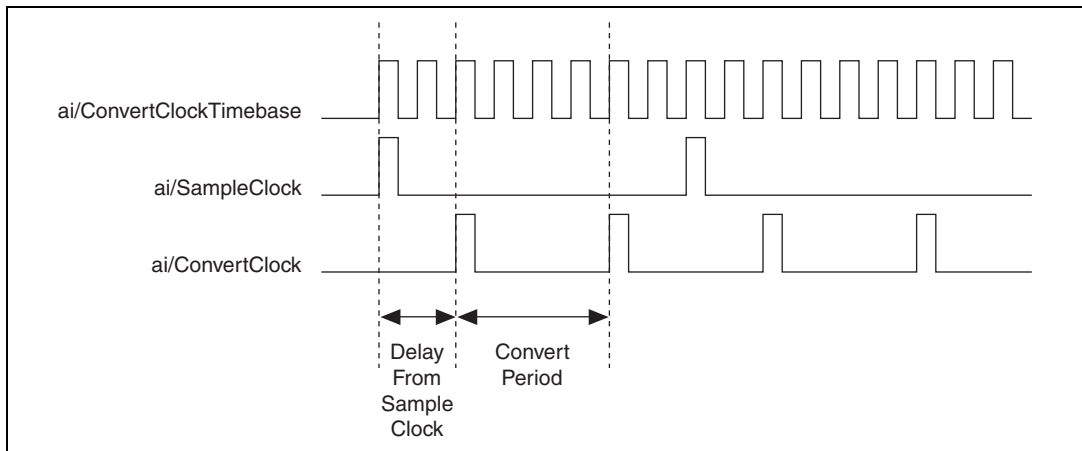 ai/ConvertClockTimebase
ai/SampleClock
ai/ConvertClock
Delay
From
Sample
Clock
Convert
Period